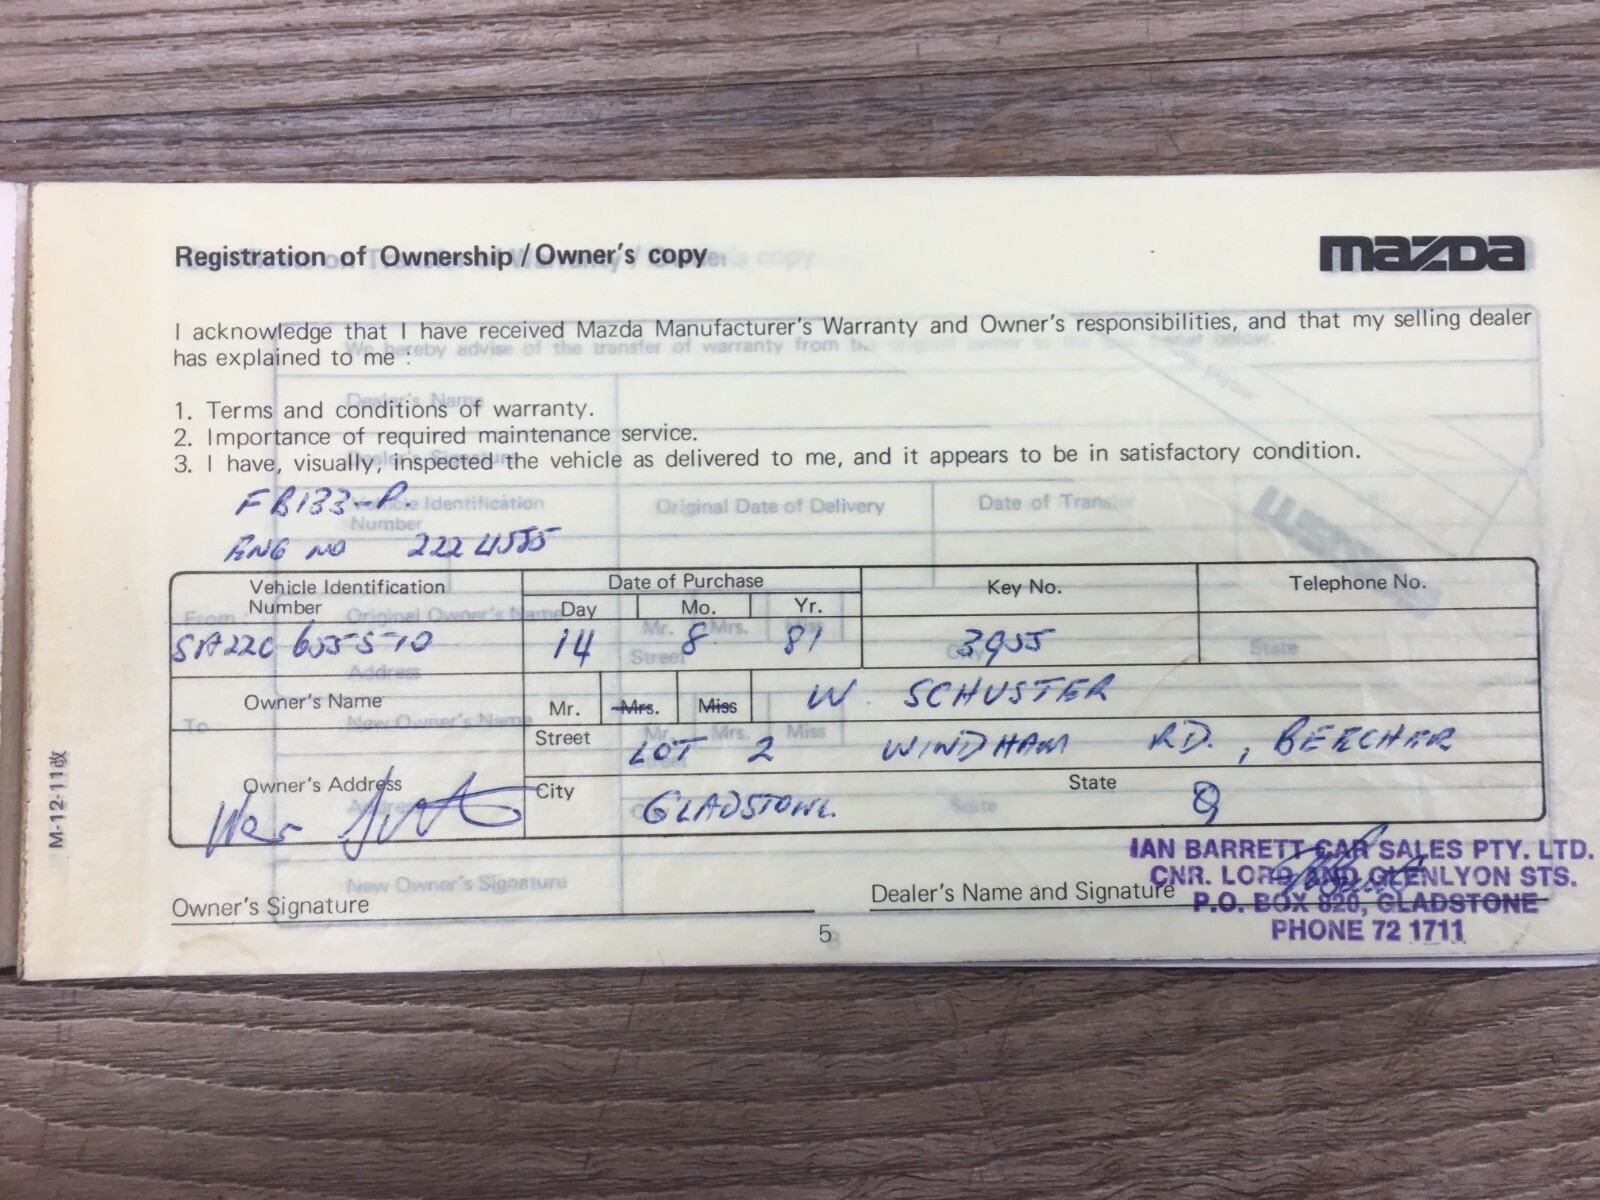 Registration of Ownership/Owner's copy
mazda
I acknowledge that I have received Mazda Manufacturer's Warranty and Owner's responsibilities, and that my selling dealer
has explained to me :
1. Terms and conditions of warranty.
2. Importance of required maintenance service.
3. I have, visually, inspected the vehicle as delivered to me, and it appears to be in satisfactory condition.
FB133-P.
ENG NO 2224555
Vehicle Identification Number
Date of Purchase
Key No.
Telephone No.
Day Mo. Yr.
SA22C 655510 14 8 81 3955
Owner's Name Mr. Mrs. Miss W. SCHUSTER
Street LOT 2 WINDHAM RD., BEECHER
Owner's Address
City GLADSTONE State Q
M-12-11改
IAN BARRETT CAR SALES PTY. LTD.
CNR. LORD AND GLENLYON STS.
P.O. BOX 820, GLADSTONE
PHONE 72 1711
Dealer's Name and Signature
Owner's Signature
5